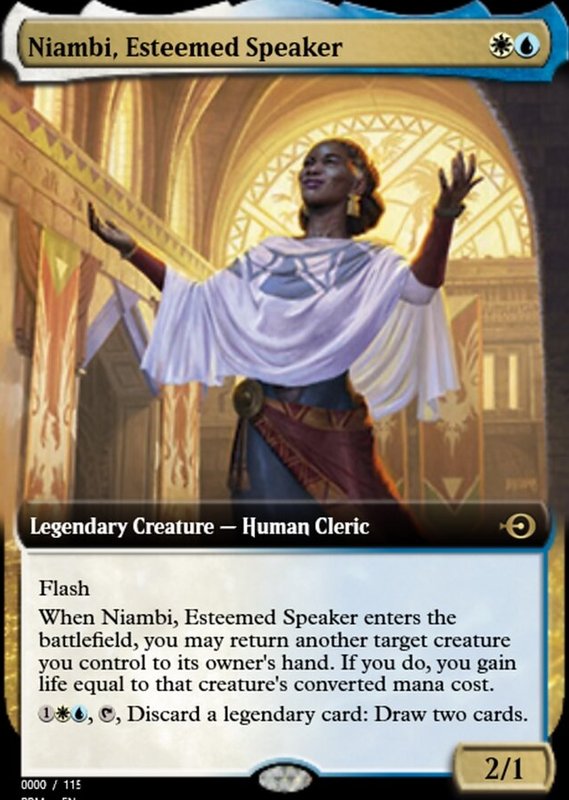 Niambi, Esteemed Speaker
Legendary Creature — Human Cleric
Flash
When Niambi, Esteemed Speaker enters the
battlefield, you may return another target creature
you control to its owner's hand. If you do, you gain
life equal to that creature's converted mana cost.
1, Discard a legendary card: Draw two cards.
2/1
0000 / 115